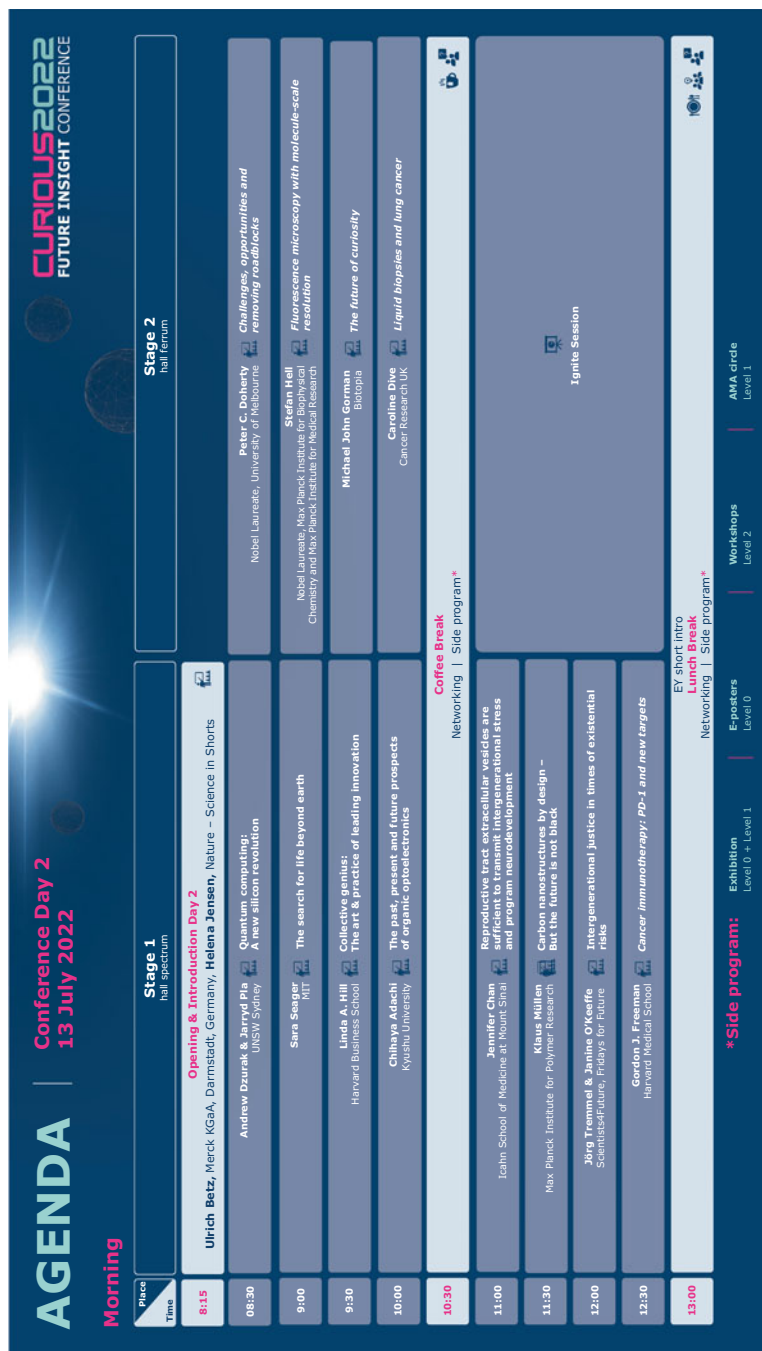 AGENDA
Conference Day 2
13 July 2022
CURIOUS2022
FUTURE INSIGHT CONFERENCE
Morning
Place
Time
Stage 1
hall spectrum
Stage 2
hall ferrum
8:15
Opening & Introduction Day 2
Ulrich Betz, Merck KGaA, Darmstadt, Germany, Helena Jensen, Nature – Science in Shorts
08:30
Andrew Dzurak & Jarryd Pla
UNSW Sydney
Quantum computing:
A new silicon revolution
Peter C. Doherty
Nobel Laureate, University of Melbourne
Challenges, opportunities and
removing roadblocks
9:00
Sara Seager
MIT
The search for life beyond earth
Stefan Hell
Nobel Laureate, Max Planck Institute for Biophysical
Chemistry and Max Planck Institute for Medical Research
Fluorescence microscopy with molecule-scale
resolution
9:30
Linda A. Hill
Harvard Business School
Collective genius:
The art & practice of leading innovation
Michael John Gorman
Biotopia
The future of curiosity
10:00
Chihaya Adachi
Kyushu University
The past, present and future prospects
of organic optoelectronics
Caroline Dive
Cancer Research UK
Liquid biopsies and lung cancer
10:30
Coffee Break
Networking | Side program*
11:00
Jennifer Chan
Icahn School of Medicine at Mount Sinai
Reproductive tract extracellular vesicles are
sufficient to transmit intergenerational stress
and program neurodevelopment
Ignite Session
11:30
Klaus Müllen
Max Planck Institute for Polymer Research
Carbon nanostructures by design –
But the future is not black
12:00
Jörg Tremmel & Janine O'Keeffe
Scientists4Future, Fridays for Future
Intergenerational justice in times of existential
risks
12:30
Gordon J. Freeman
Harvard Medical School
Cancer immunotherapy: PD-1 and new targets
13:00
EY short intro
Lunch Break
Networking | Side program*
*Side program:
Exhibition
Level 0 + Level 1
E-posters
Level 0
Workshops
Level 2
AMA circle
Level 1